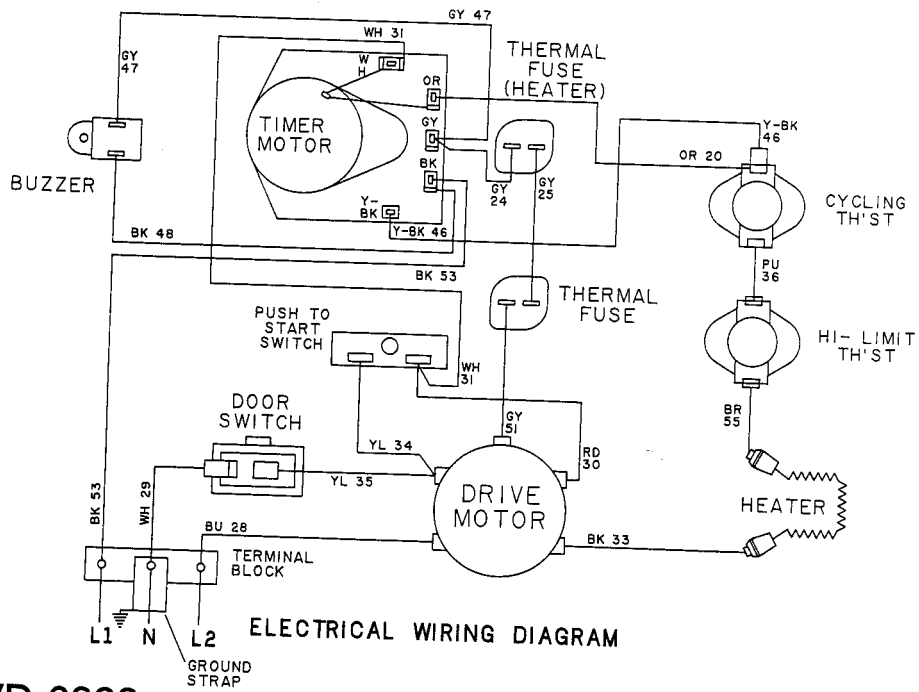 GY 47
WH 31
GY
47
W
H
THERMAL
FUSE
(HEATER)
OR
TIMER
MOTOR
GY
BK
Y-
BK
Y-BK
46
OR 20
BUZZER
GY
24
GY
25
CYCLING
TH'ST
BK 48
Y-BK 46
BK 53
PU
36
THERMAL
FUSE
PUSH TO
START
SWITCH
HI- LIMIT
TH'ST
WH
31
DOOR
SWITCH
GY
51
BR
55
YL 34
RD
30
YL 35
BK 53
WH 29
DRIVE
MOTOR
HEATER
BU 28
BK 33
TERMINAL
BLOCK
L1 N L2
ELECTRICAL WIRING DIAGRAM
GROUND
STRAP